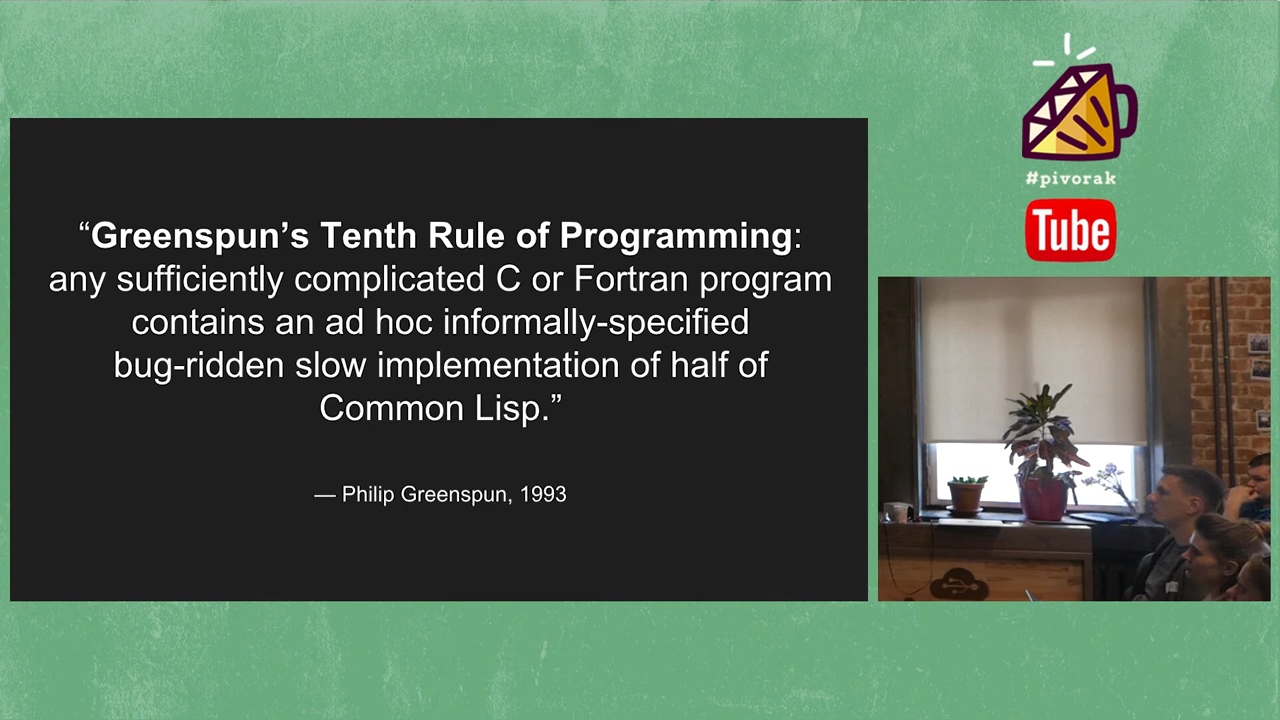 “Greenspun’s Tenth Rule of Programming:
any sufficiently complicated C or Fortran program
contains an ad hoc informally-specified
bug-ridden slow implementation of half of
Common Lisp.”
— Philip Greenspun, 1993
#pivorak
Tube